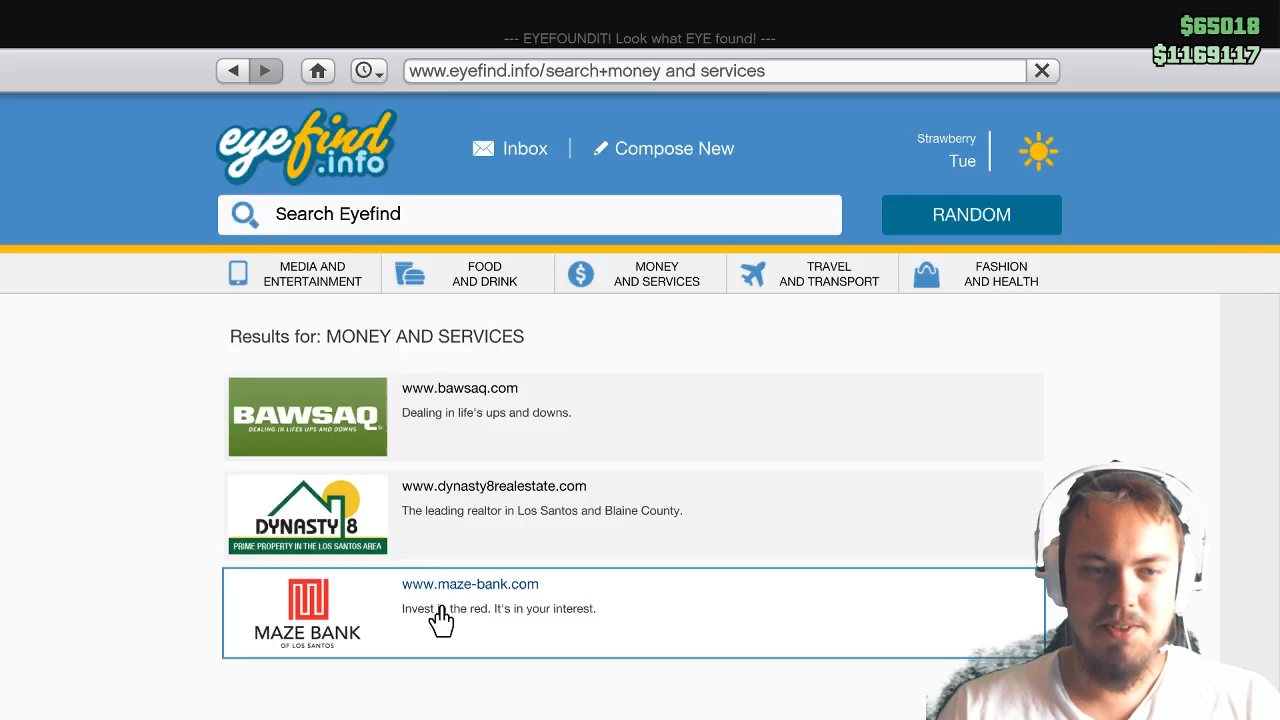 --- EYEFOUNDIT! Look what EYE found! ---
$65018
$1169117
www.eyefind.info/search+money and services
eyefind
.info
Inbox
Compose New
Strawberry
Tue
Search Eyefind
RANDOM
MEDIA AND
ENTERTAINMENT
FOOD
AND DRINK
MONEY
AND SERVICES
TRAVEL
AND TRANSPORT
FASHION
AND HEALTH
Results for: MONEY AND SERVICES
BAWSAQ
DEALING IN LIFES UPS AND DOWNS
www.bawsaq.com
Dealing in life's ups and downs.
DYNASTY 8
PRIME PROPERTY IN THE LOS SANTOS AREA
www.dynasty8realestate.com
The leading realtor in Los Santos and Blaine County.
MAZE BANK
OF LOS SANTOS
www.maze-bank.com
Invest the red. It's in your interest.